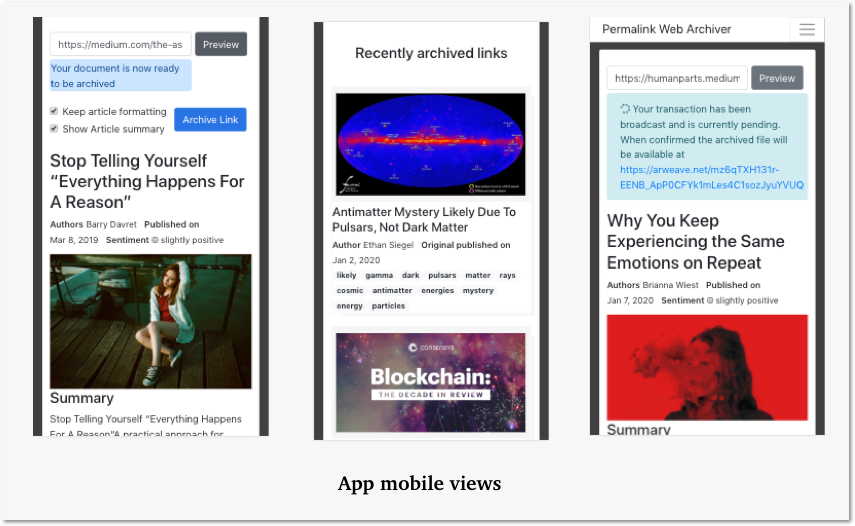 https://medium.com/the-as
Preview
Your document is now ready
to be archived
Keep article formatting
Show Article summary
Archive Link
Stop Telling Yourself
“Everything Happens For
A Reason”
Authors Barry Davret Published on
Mar 8, 2019 Sentiment ☺ slightly positive
Summary
Stop Telling Yourself “Everything Happens
For A Reason”A practical approach for
Recently archived links
Antimatter Mystery Likely Due To
Pulsars, Not Dark Matter
Author Ethan Siegel Original published on
Jan 2, 2020
likely gamma dark pulsars matter rays
cosmic antimatter energies mystery
energy particles
CONSENSYS
Blockchain:
THE DECADE IN REVIEW
Permalink Web Archiver
https://humanparts.medium
Preview
Your transaction has been
broadcast and is currently pending.
When confirmed the archived file will
be available at
https://arweave.net/mz6qTXH131r-
EENB_ApP0CFYk1mLes4C1sozJyuYVUQ
Why You Keep
Experiencing the Same
Emotions on Repeat
Authors Brianna Wiest Published on
Jan 7, 2020 Sentiment ☺ slightly positive
Summary
App mobile views